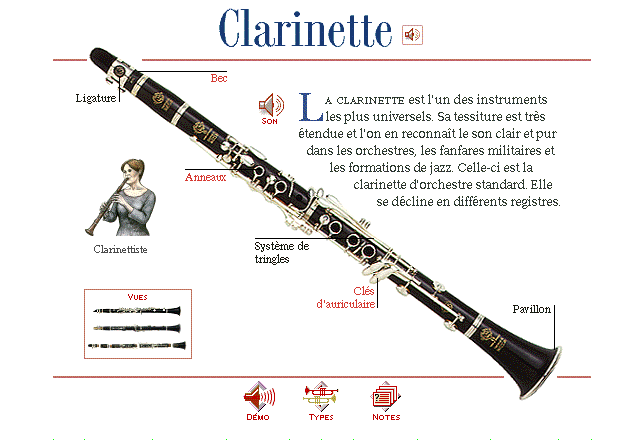 Clarinette
Bec
Ligature
Son
LA CLARINETTE est l'un des instruments
les plus universels. Sa tessiture est très
étendue et l'on en reconnaît le son clair et pur
dans les orchestres, les fanfares militaires et
les formations de jazz. Celle-ci est la
clarinette d'orchestre standard. Elle
se décline en différents registres.
Anneaux
Clarinettiste
Système de
tringles
Clés
d'auriculaire
Vues
Pavillon
Démo
Types
Notes